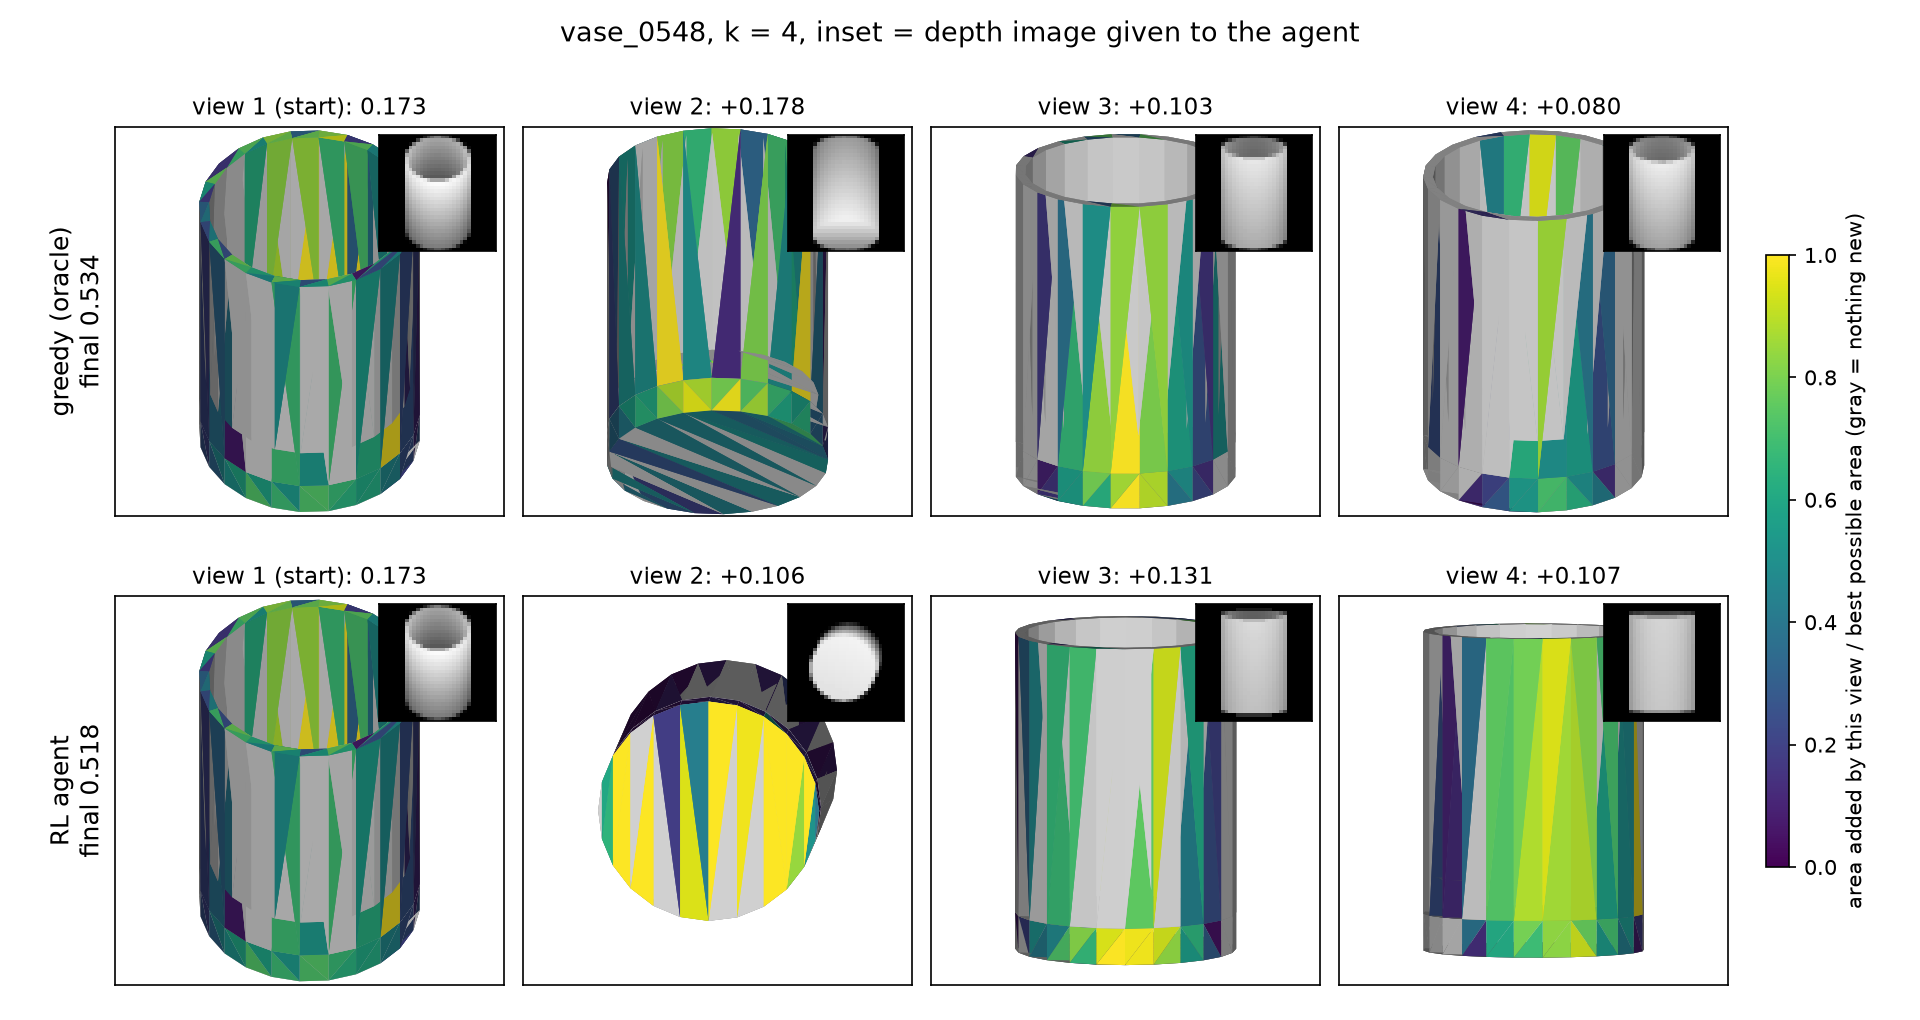 vase_0548, k = 4, inset = depth image given to the agent
view 1 (start): 0.173
view 2: +0.178
view 3: +0.103
view 4: +0.080
greedy (oracle)
final 0.534
view 1 (start): 0.173
view 2: +0.106
view 3: +0.131
view 4: +0.107
RL agent
final 0.518
1.0
0.8
0.6
0.4
0.2
0.0
area added by this view / best possible area (gray = nothing new)